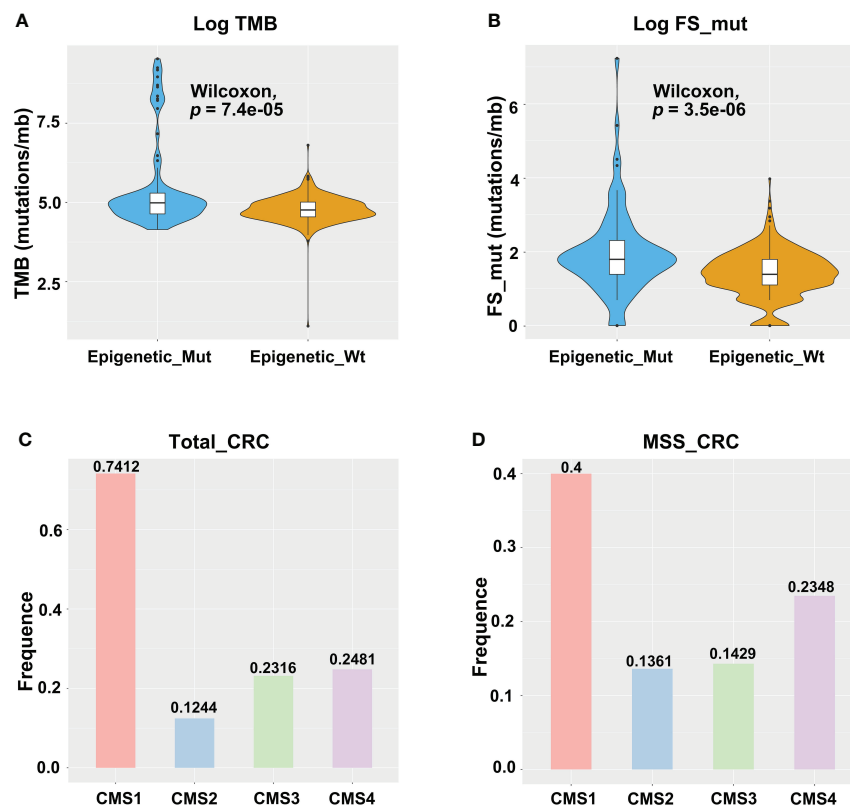 A
Log TMB
TMB (mutations/mb)
7.5
5.0
2.5
Wilcoxon,
p = 7.4e-05
Epigenetic_Mut
Epigenetic_Wt
B
Log FS_mut
FS_mut (mutations/mb)
6
4
2
0
Wilcoxon,
p = 3.5e-06
Epigenetic_Mut
Epigenetic_Wt
C
Total_CRC
Frequence
0.6
0.4
0.2
0.0
0.7412
0.1244
0.2316
0.2481
CMS1
CMS2
CMS3
CMS4
D
MSS_CRC
Frequence
0.4
0.3
0.2
0.1
0.0
0.4
0.1361
0.1429
0.2348
CMS1
CMS2
CMS3
CMS4